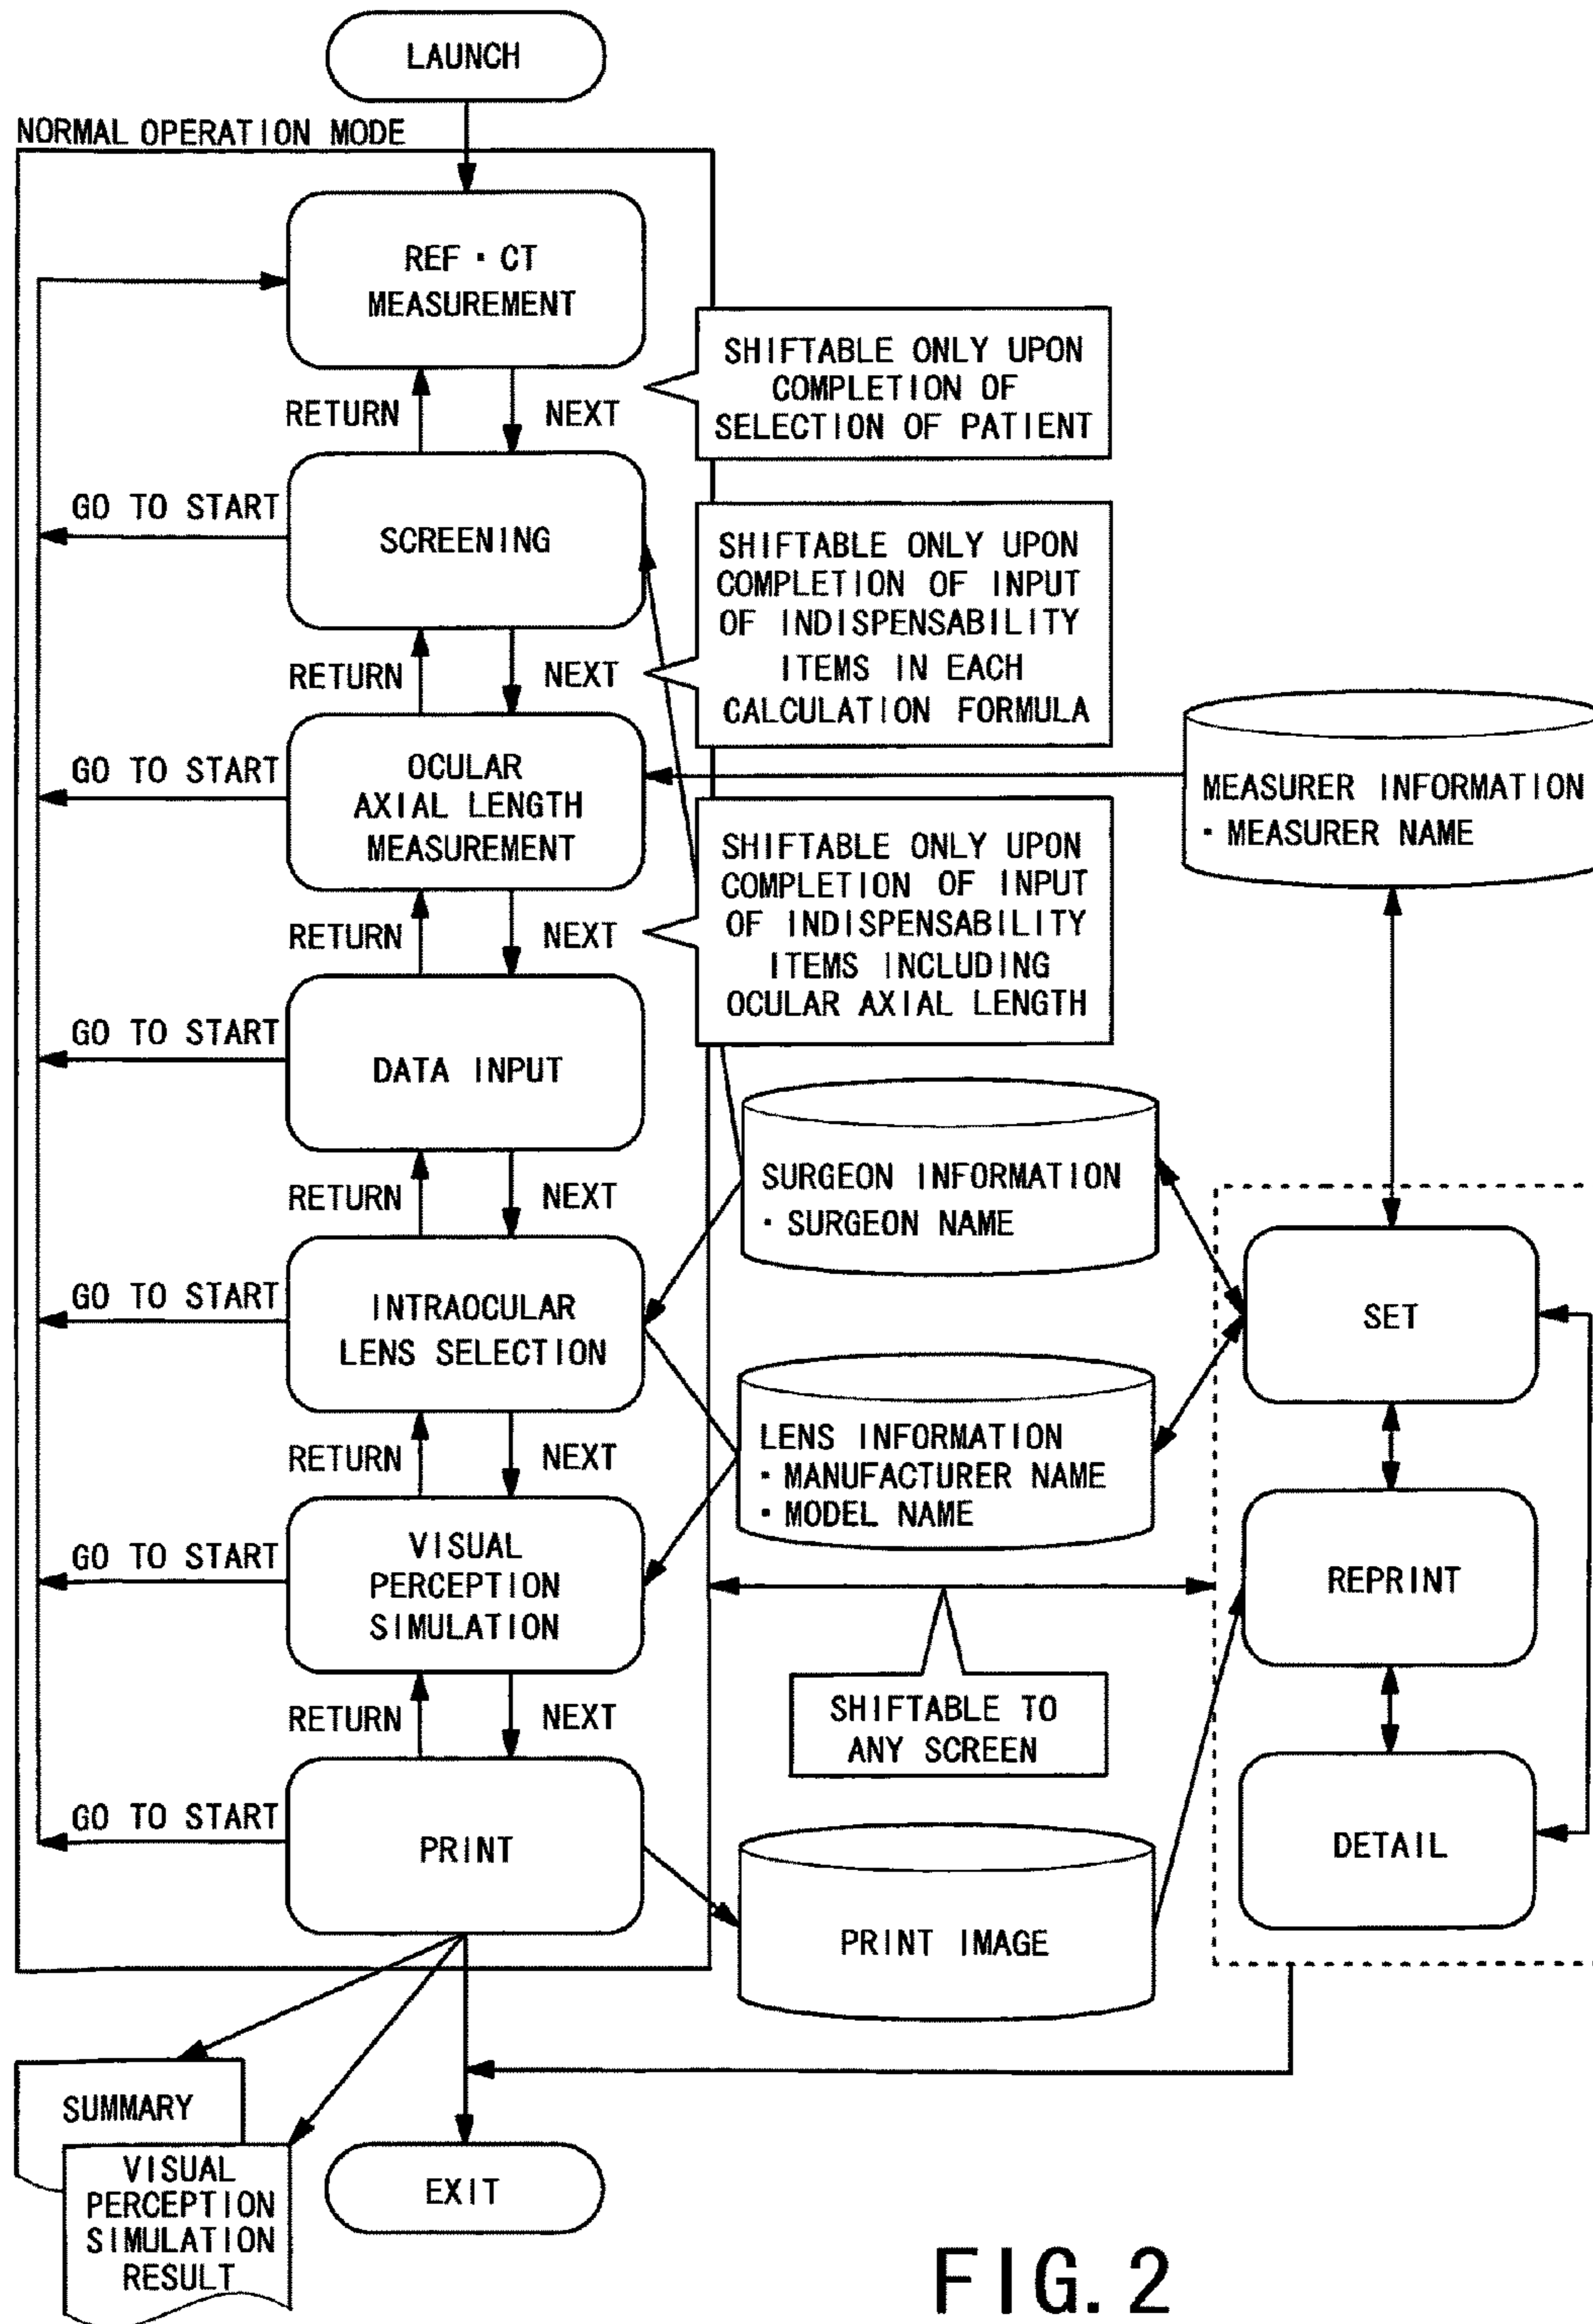 LAUNCH
NORMAL OPERATION MODE
REF・CT
MEASUREMENT
SHIFTABLE ONLY UPON
COMPLETION OF
SELECTION OF PATIENT
RETURN
NEXT
GO TO START
SCREENING
SHIFTABLE ONLY UPON
COMPLETION OF INPUT
OF INDISPENSABILITY
ITEMS IN EACH
CALCULATION FORMULA
RETURN
NEXT
GO TO START
OCULAR
AXIAL LENGTH
MEASUREMENT
MEASURER INFORMATION
・MEASURER NAME
SHIFTABLE ONLY UPON
COMPLETION OF INPUT
OF INDISPENSABILITY
ITEMS INCLUDING
OCULAR AXIAL LENGTH
RETURN
NEXT
GO TO START
DATA INPUT
RETURN
NEXT
SURGEON INFORMATION
・SURGEON NAME
GO TO START
INTRAOCULAR
LENS SELECTION
SET
RETURN
NEXT
LENS INFORMATION
・MANUFACTURER NAME
・MODEL NAME
GO TO START
VISUAL
PERCEPTION
SIMULATION
REPRINT
RETURN
NEXT
SHIFTABLE TO
ANY SCREEN
GO TO START
PRINT
DETAIL
PRINT IMAGE
SUMMARY
VISUAL
PERCEPTION
SIMULATION
RESULT
EXIT
FIG. 2